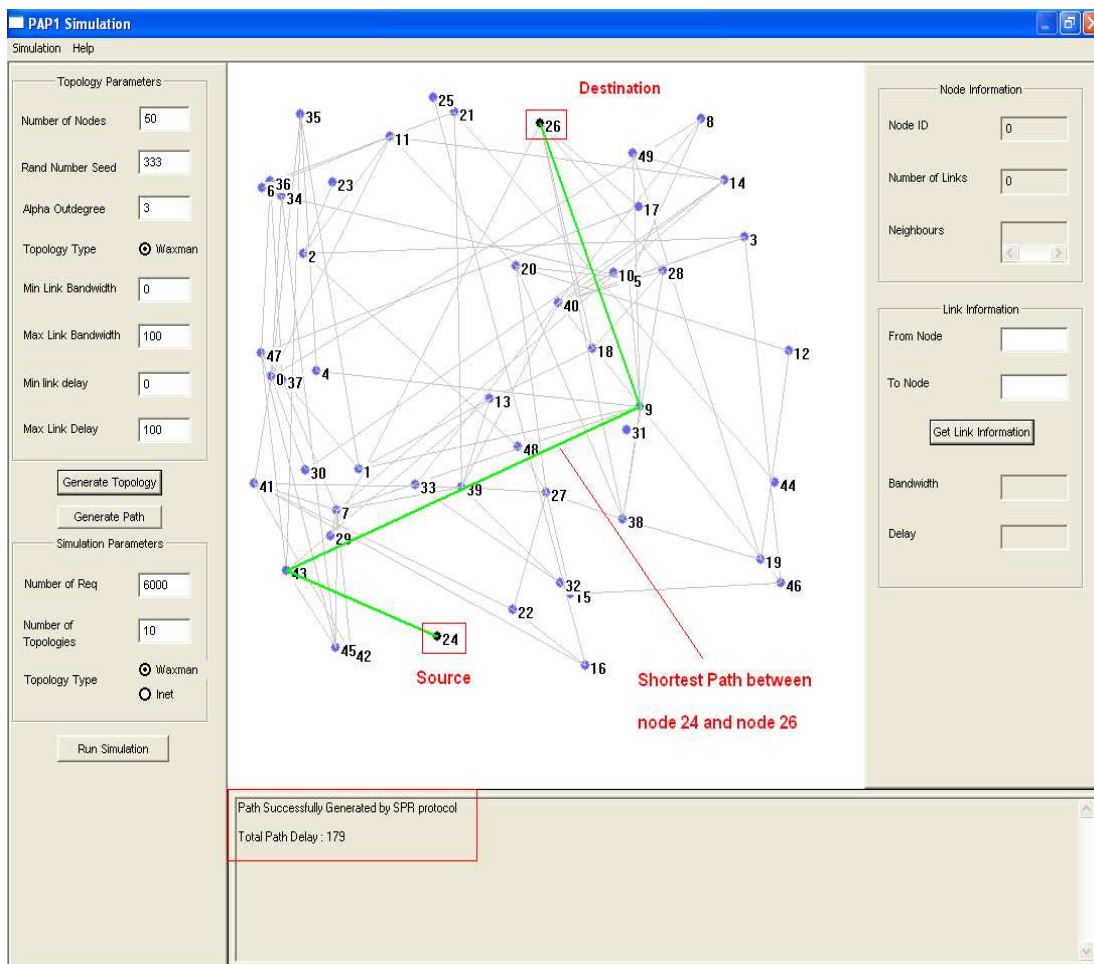 PAP1 Simulation
Simulation Help
Topology Parameters
Number of Nodes 50
Rand Number Seed 333
Alpha Outdegree 3
Topology Type Waxman
Min Link Bandwidth 0
Max Link Bandwidth 100
Min link delay 0
Max Link Delay 100
Generate Topology
Generate Path
Simulation Parameters
Number of Req 6000
Number of
Topologies
10
Topology Type Waxman
Inet
Run Simulation
Destination
25
21
26
8
35
11
49
36
6
34
23
14
17
2
3
20
10
5
28
40
47
18
12
0
37
4
13
9
31
48
30
1
41
33
39
27
44
7
38
29
19
43
32
15
46
22
24
45
42
16
Source
Shortest Path between
node 24 and node 26
Node Information
Node ID 0
Number of Links 0
Neighbours
Link Information
From Node
To Node
Get Link Information
Bandwidth
Delay
Path Successfully Generated by SPR protocol
Total Path Delay : 179